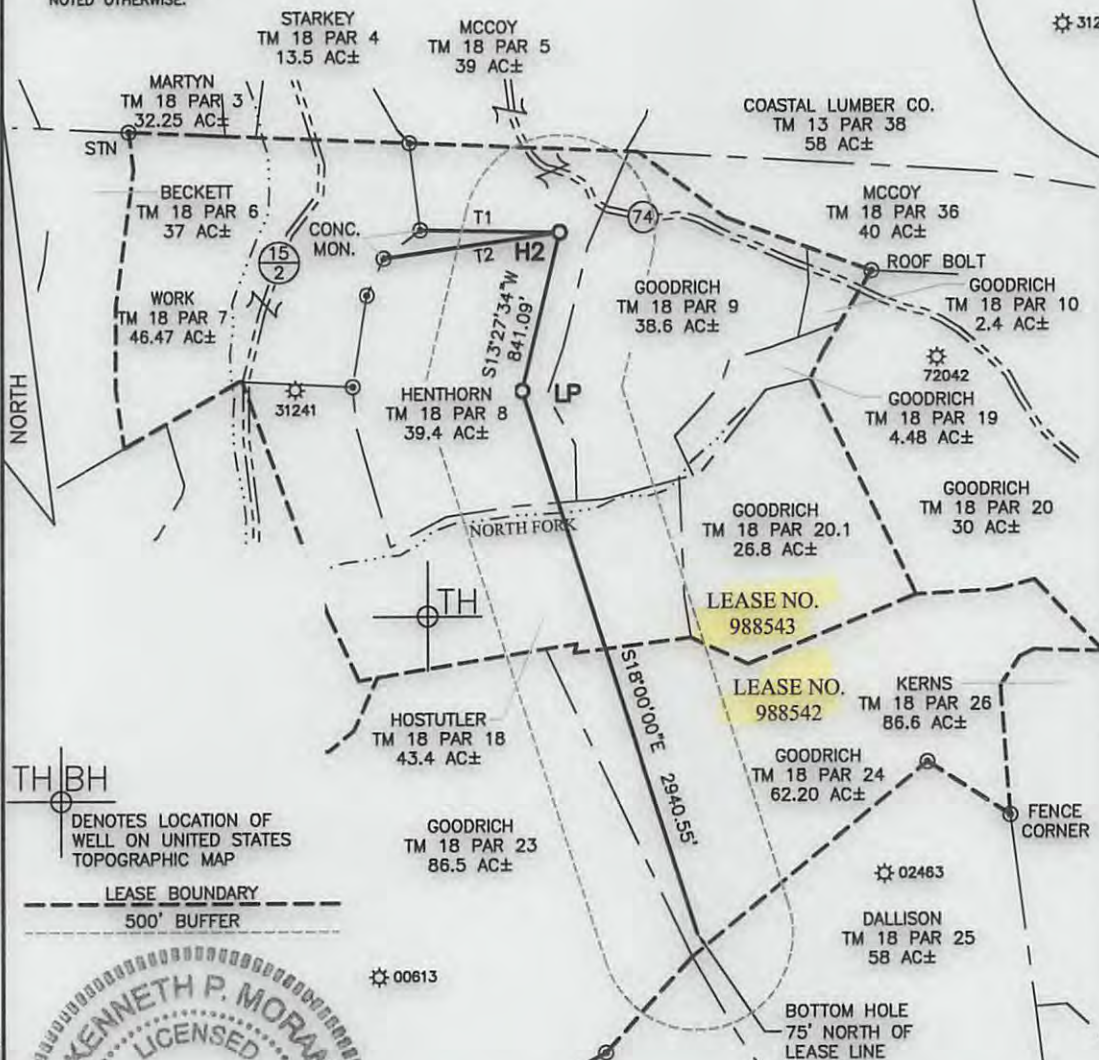 NOTED OTHERWISE.
STARKEY
TM 18 PAR 4
13.5 AC±
MCCOY
TM 18 PAR 5
39 AC±
312
MARTYN
TM 18 PAR 3
32.25 AC±
COASTAL LUMBER CO.
TM 13 PAR 38
58 AC±
STN
BECKETT
TM 18 PAR 6
37 AC±
MCCOY
TM 18 PAR 36
40 AC±
CONC.
MON.
T1
T2
H2
74
15
2
ROOF BOLT
WORK
TM 18 PAR 7
46.47 AC±
S13°27'34"W
841.09'
GOODRICH
TM 18 PAR 9
38.6 AC±
GOODRICH
TM 18 PAR 10
2.4 AC±
NORTH
31241
HENTHORN
TM 18 PAR 8
39.4 AC±
LP
72042
GOODRICH
TM 18 PAR 19
4.48 AC±
NORTH FORK
GOODRICH
TM 18 PAR 20.1
26.8 AC±
GOODRICH
TM 18 PAR 20
30 AC±
TH
LEASE NO.
988543
LEASE NO.
988542
S18°00'00"E 2940.55'
KERNS
TM 18 PAR 26
86.6 AC±
HOSTUTLER
TM 18 PAR 18
43.4 AC±
GOODRICH
TM 18 PAR 24
62.20 AC±
TH BH
DENOTES LOCATION OF
WELL ON UNITED STATES
TOPOGRAPHIC MAP
GOODRICH
TM 18 PAR 23
86.5 AC±
FENCE
CORNER
02463
LEASE BOUNDARY
500' BUFFER
DALLISON
TM 18 PAR 25
58 AC±
00613
KENNETH P. MORA
LICENSED
BOTTOM HOLE
75' NORTH OF
LEASE LINE